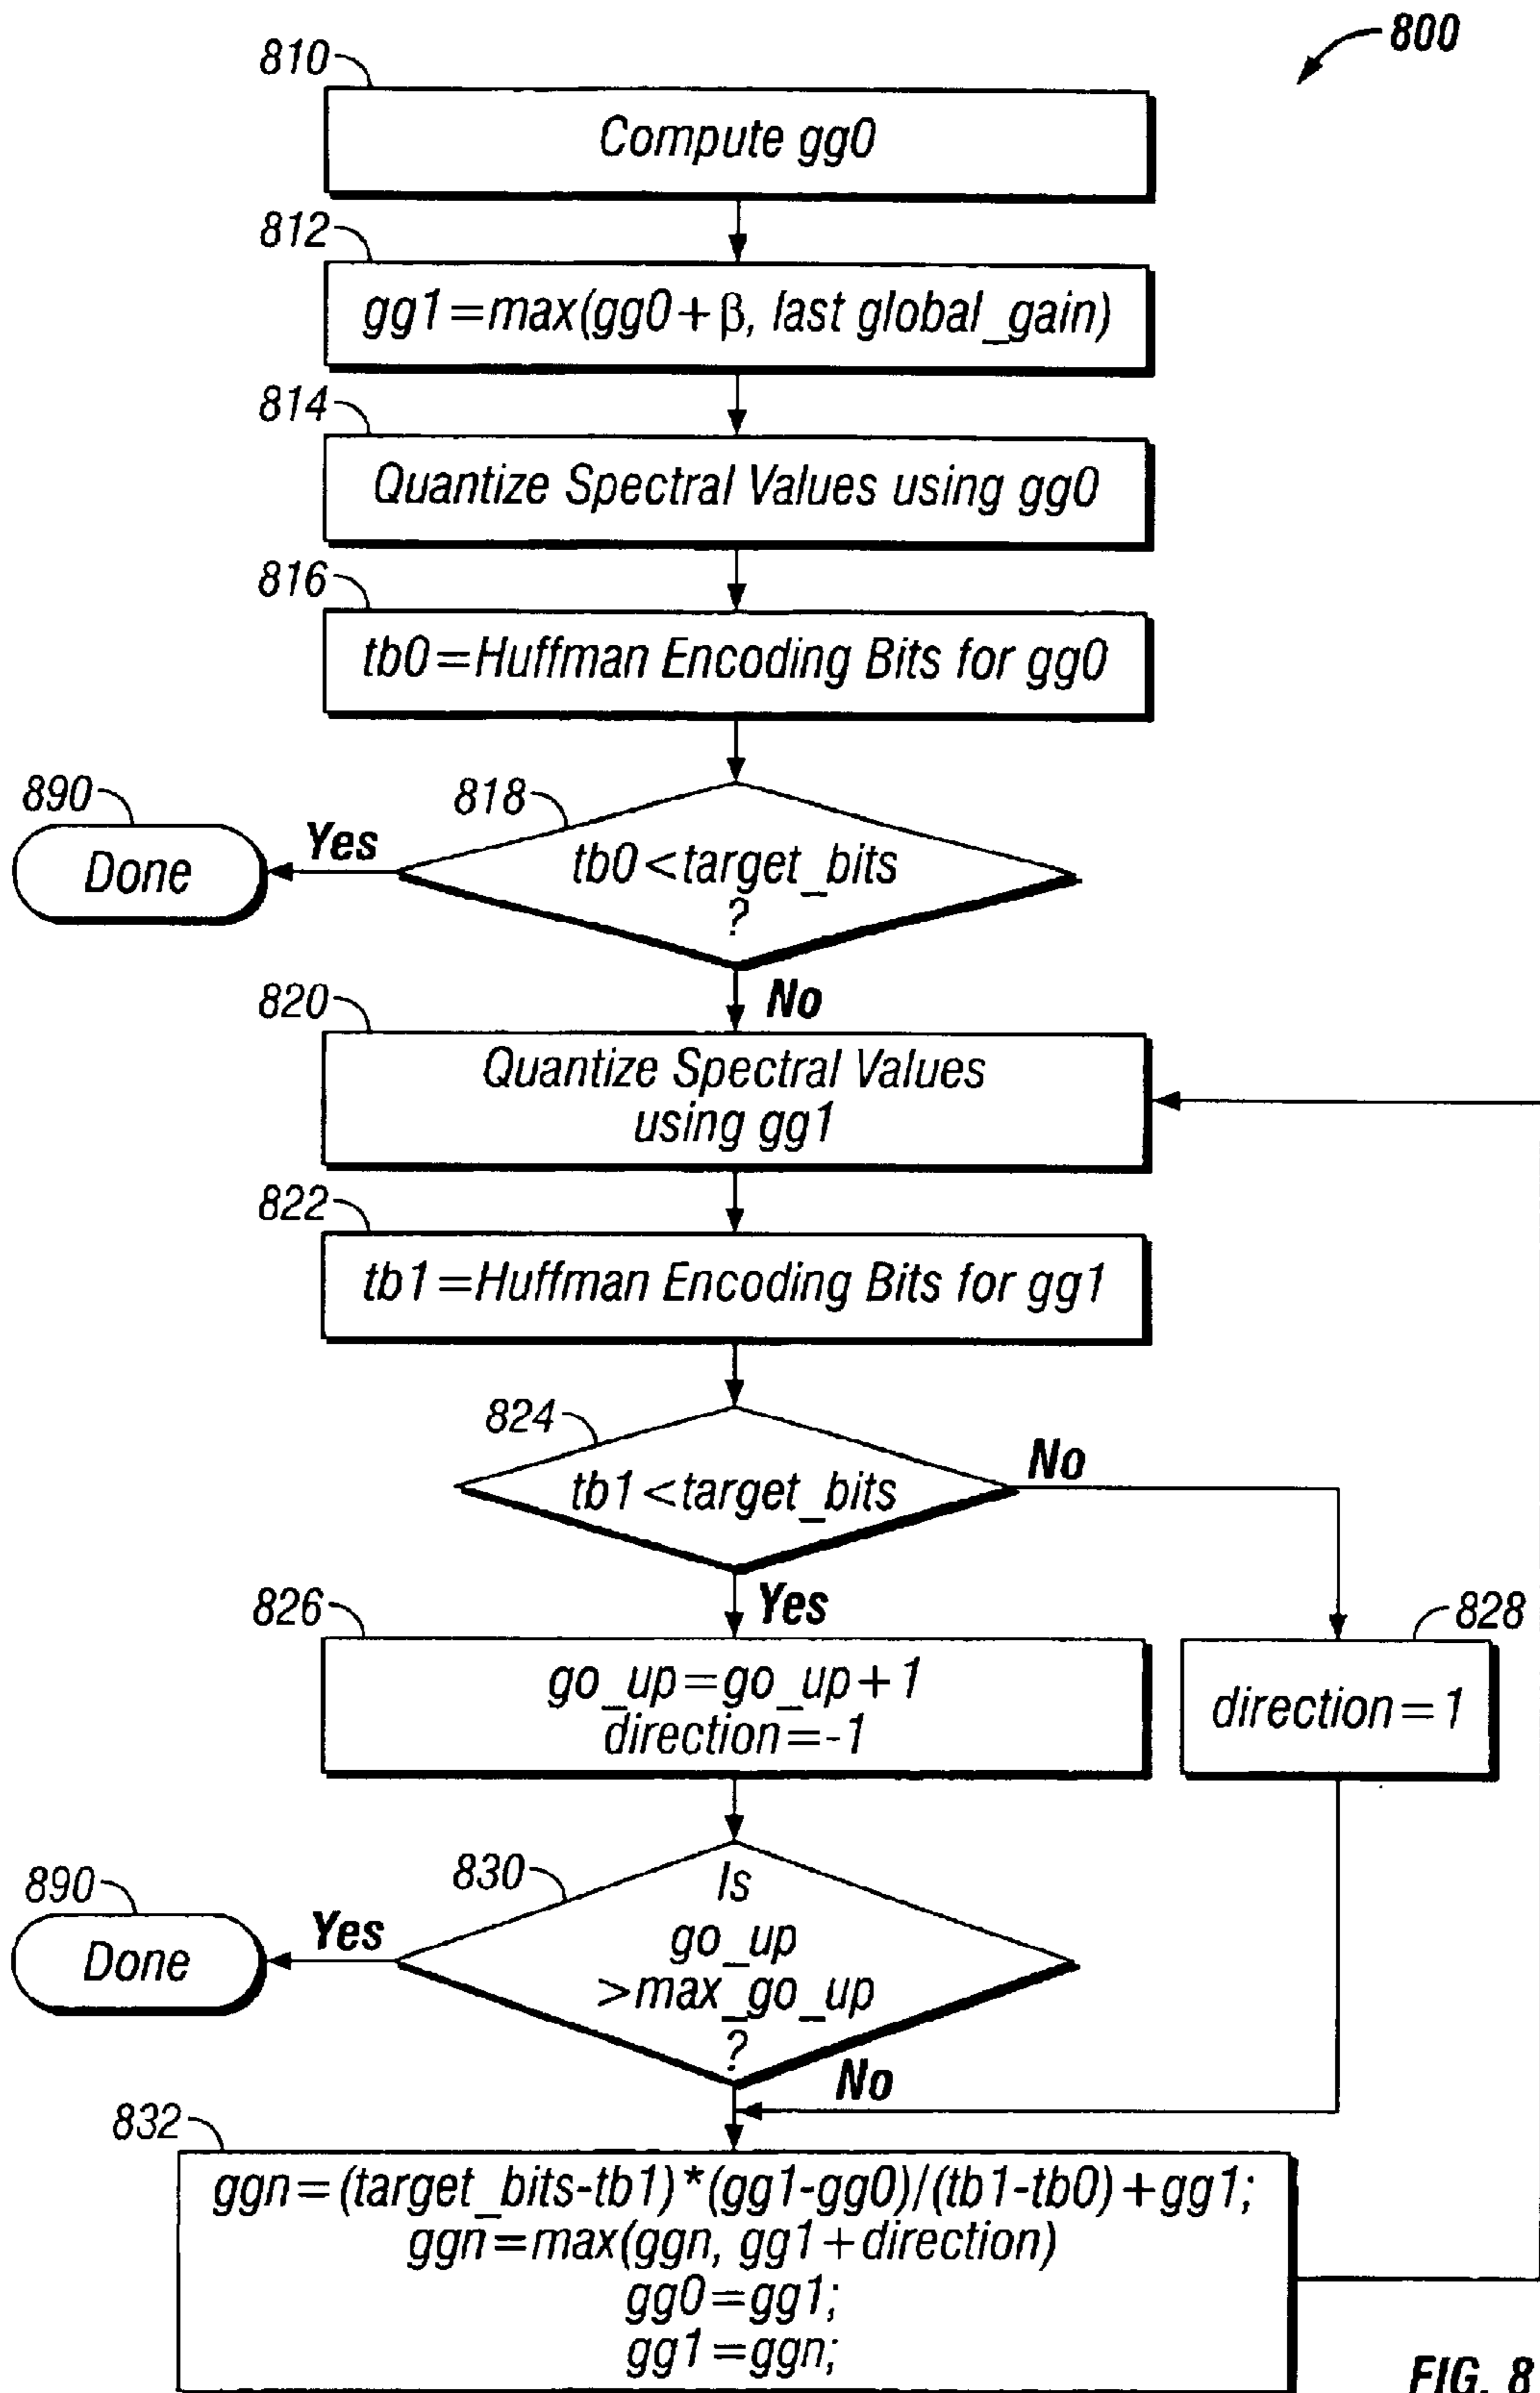 800
810
Compute gg0
812
gg1=max(gg0+β, last global_gain)
814
Quantize Spectral Values using gg0
816
tb0=Huffman Encoding Bits for gg0
890
Done
Yes
818
tb0<target_bits
?
No
820
Quantize Spectral Values
using gg1
822
tb1=Huffman Encoding Bits for gg1
824
tb1<target_bits
No
Yes
826
go_up=go_up+1
direction=-1
828
direction=1
890
Done
Yes
830
Is
go_up
>max_go_up
?
No
832
ggn=(target_bits-tb1)*(gg1-gg0)/(tb1-tb0)+gg1;
ggn=max(ggn, gg1+direction)
gg0=gg1;
gg1=ggn;
FIG. 8